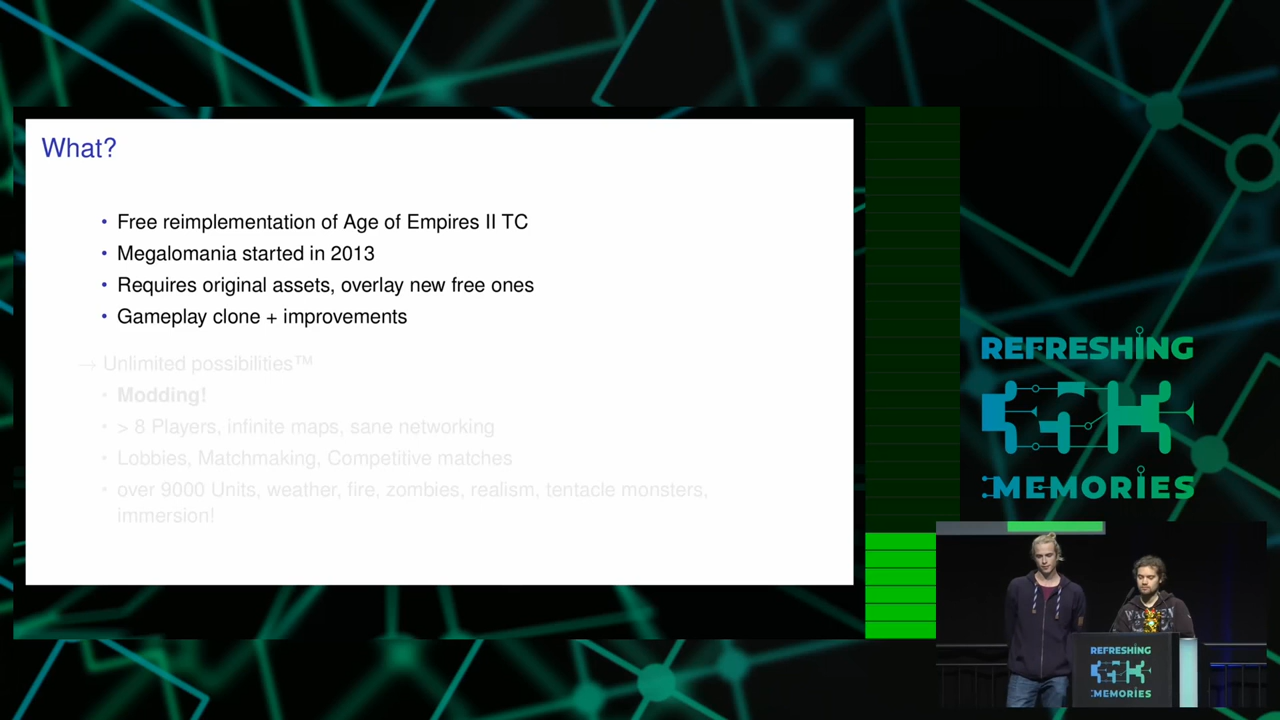 What?
• Free reimplementation of Age of Empires II TC
• Megalomania started in 2013
• Requires original assets, overlay new free ones
• Gameplay clone + improvements
→ Unlimited possibilities™
• Modding!
• > 8 Players, infinite maps, sane networking
• Lobbies, Matchmaking, Competitive matches
• over 9000 Units, weather, fire, zombies, realism, tentacle monsters,
immersion!
REFRESHING
MEMORIES
REFRESHING
MEMORIES